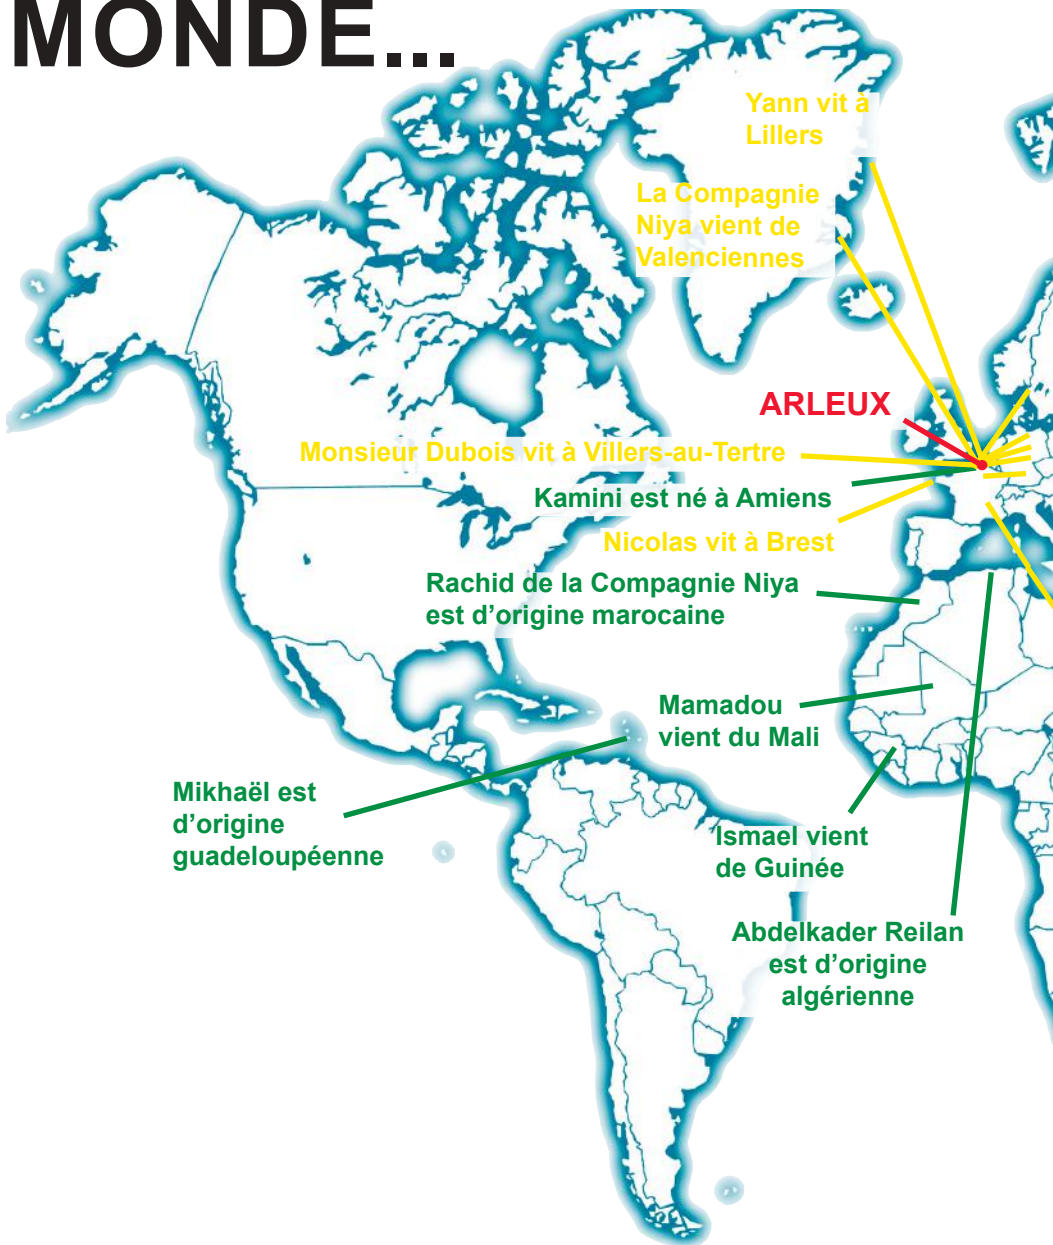 MONDE...
Yann vit à
Lillers
La Compagnie
Niya vient de
Valenciennes
ARLEUX
Monsieur Dubois vit à Villers-au-Tertre
Kamini est né à Amiens
Nicolas vit à Brest
Rachid de la Compagnie Niya
est d'origine marocaine
Mamadou
vient du Mali
Mikhaël est
d'origine
guadeloupéenne
Ismael vient
de Guinée
Abdelkader Reilan
est d'origine
algérienne